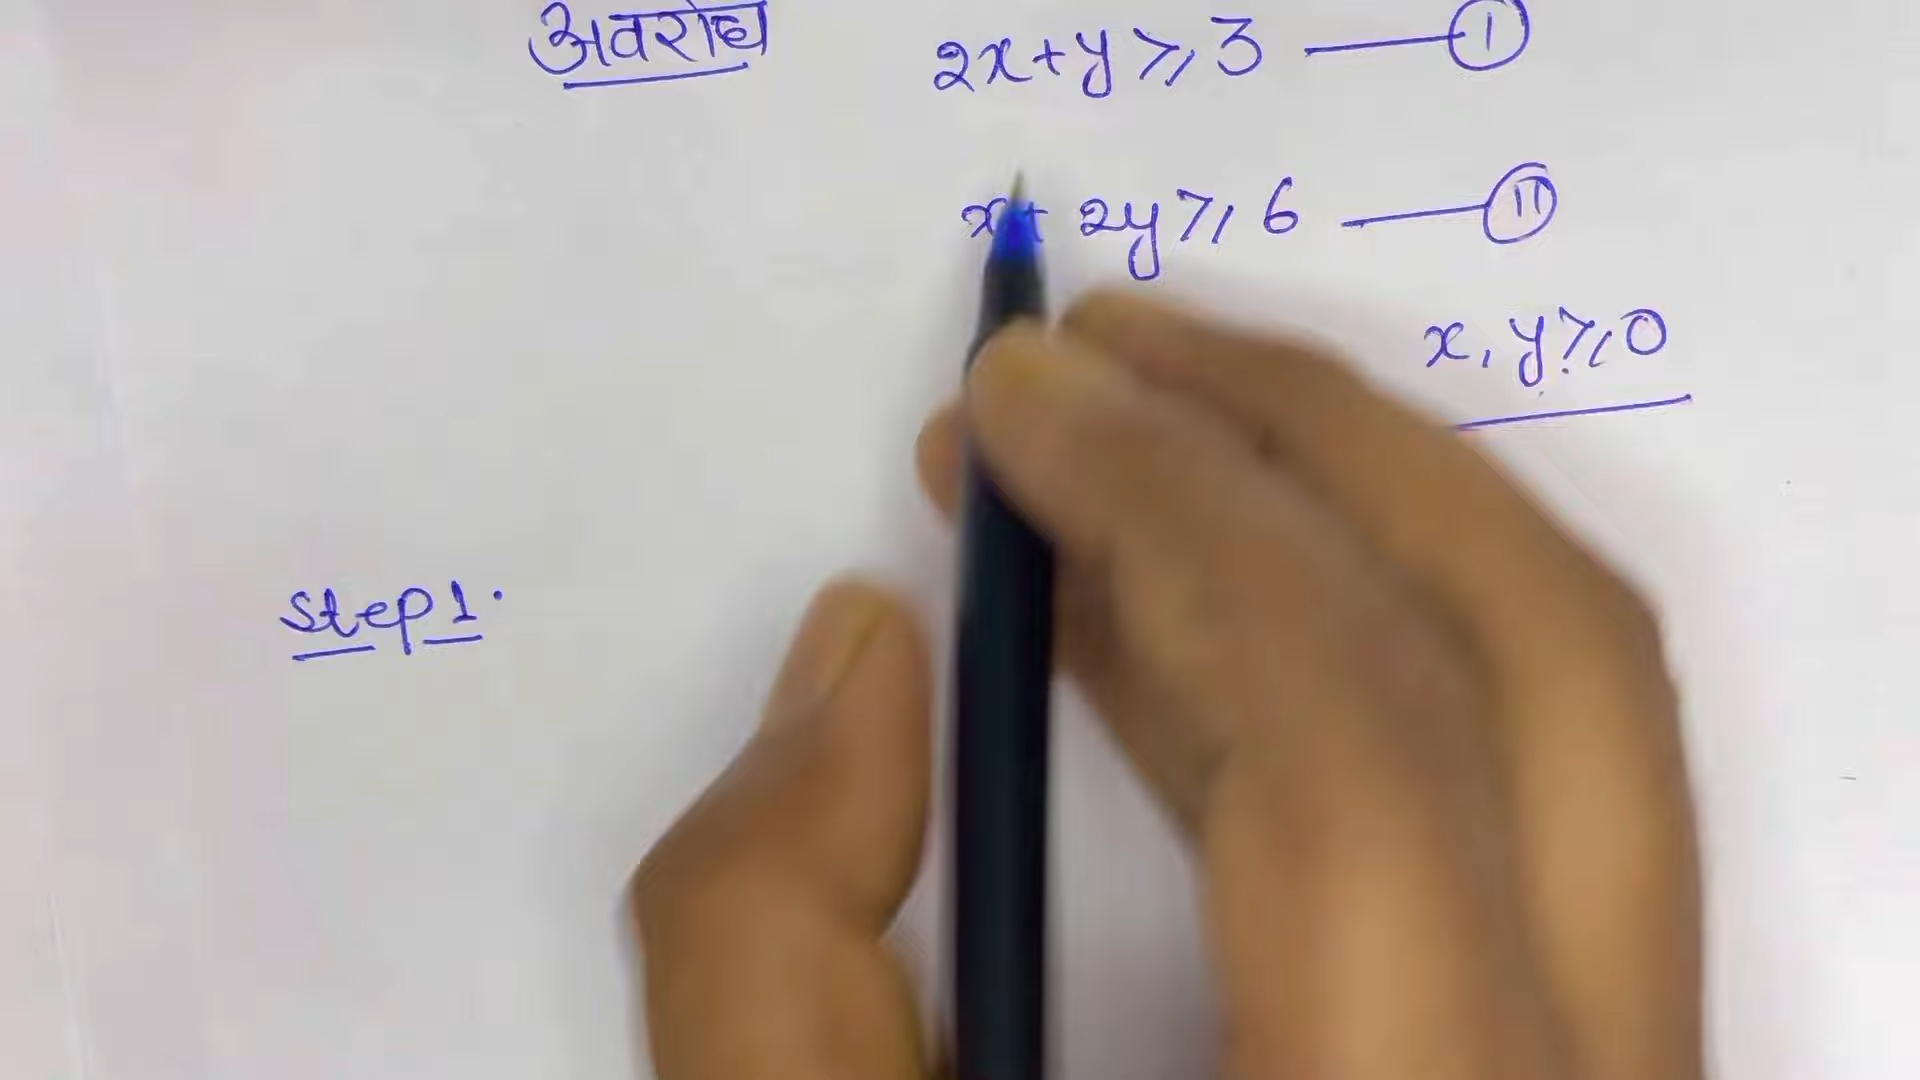 अवरोध 2x+y ⩾ 3 —— Ⓘ
x+ 2y ⩾ 6 —— (II)
x, y ⩾ 0
Step 1.